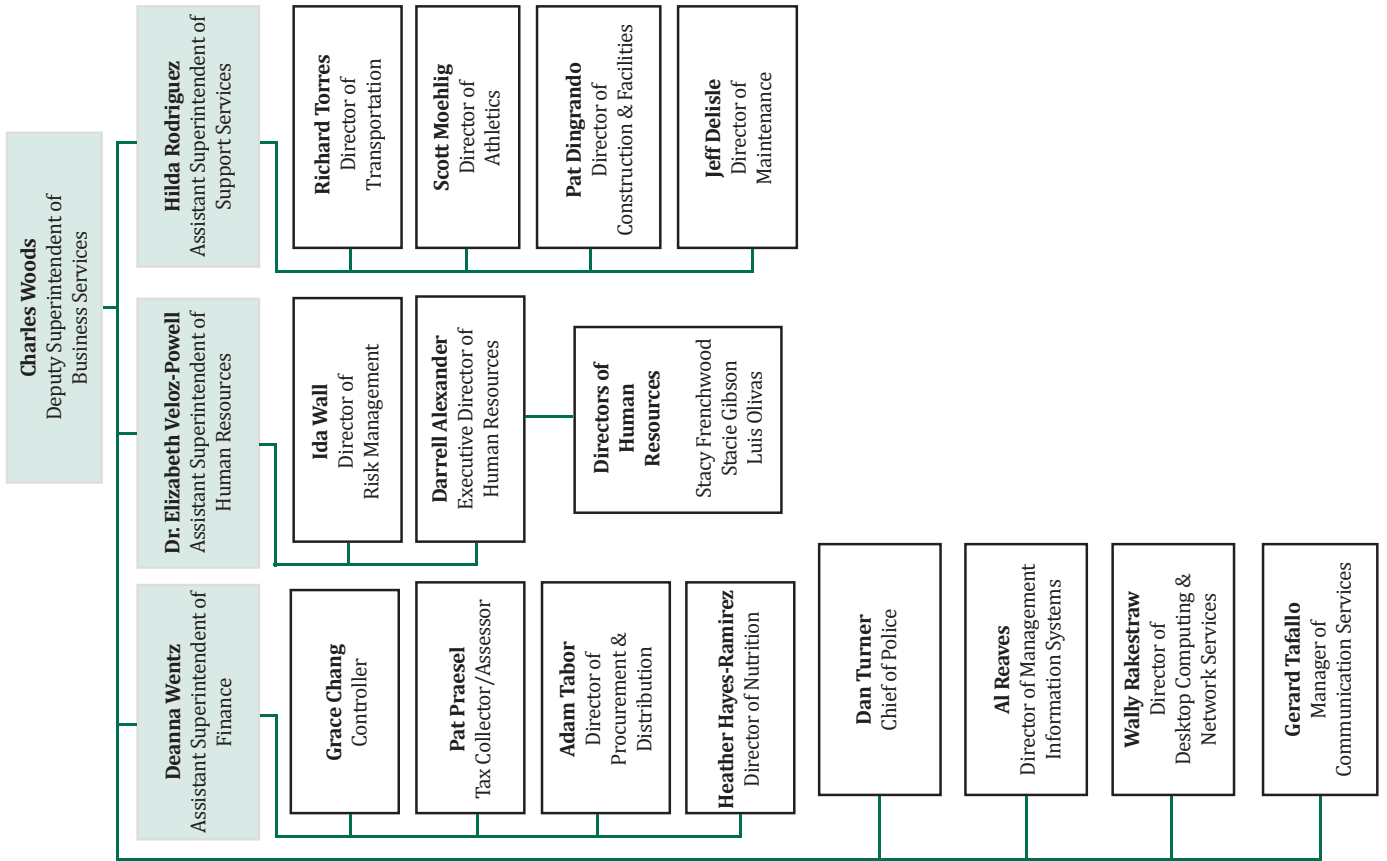 Charles Woods
Deputy Superintendent of
Business Services
Deanna Wentz
Assistant Superintendent of
Finance
Grace Chang
Controller
Pat Praesel
Tax Collector/Assessor
Adam Tabor
Director of
Procurement &
Distribution
Heather Hayes-Ramirez
Director of Nutrition
Dr. Elizabeth Veloz-Powell
Assistant Superintendent of
Human Resources
Ida Wall
Director of
Risk Management
Darrell Alexander
Executive Director of
Human Resources
Directors of
Human
Resources
Stacy Frenchwood
Stacie Gibson
Luis Olivas
Hilda Rodriguez
Assistant Superintendent of
Support Services
Richard Torres
Director of
Transportation
Scott Moehlig
Director of
Athletics
Pat Dingrando
Director of
Construction & Facilities
Jeff Delisle
Director of
Maintenance
Dan Turner
Chief of Police
Al Reaves
Director of Management
Information Systems
Wally Rakestraw
Director of
Desktop Computing &
Network Services
Gerard Tafallo
Manager of
Communication Services